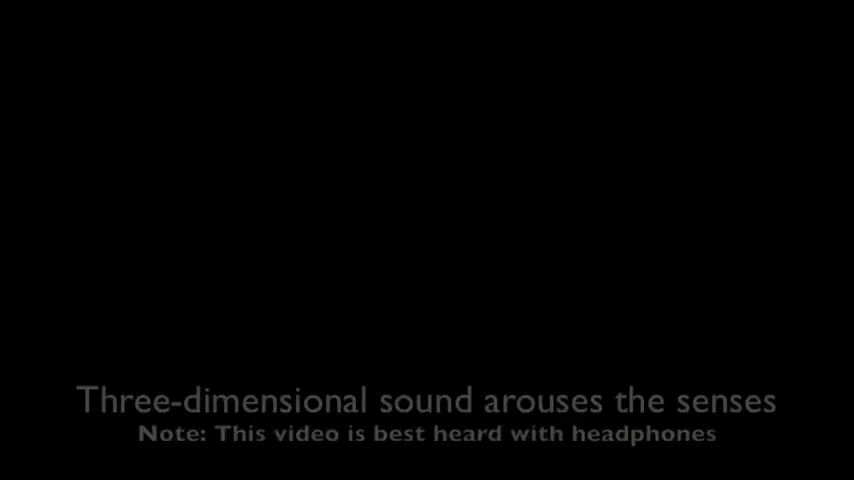 Three-dimensional sound arouses the senses
Note: This video is best heard with headphones